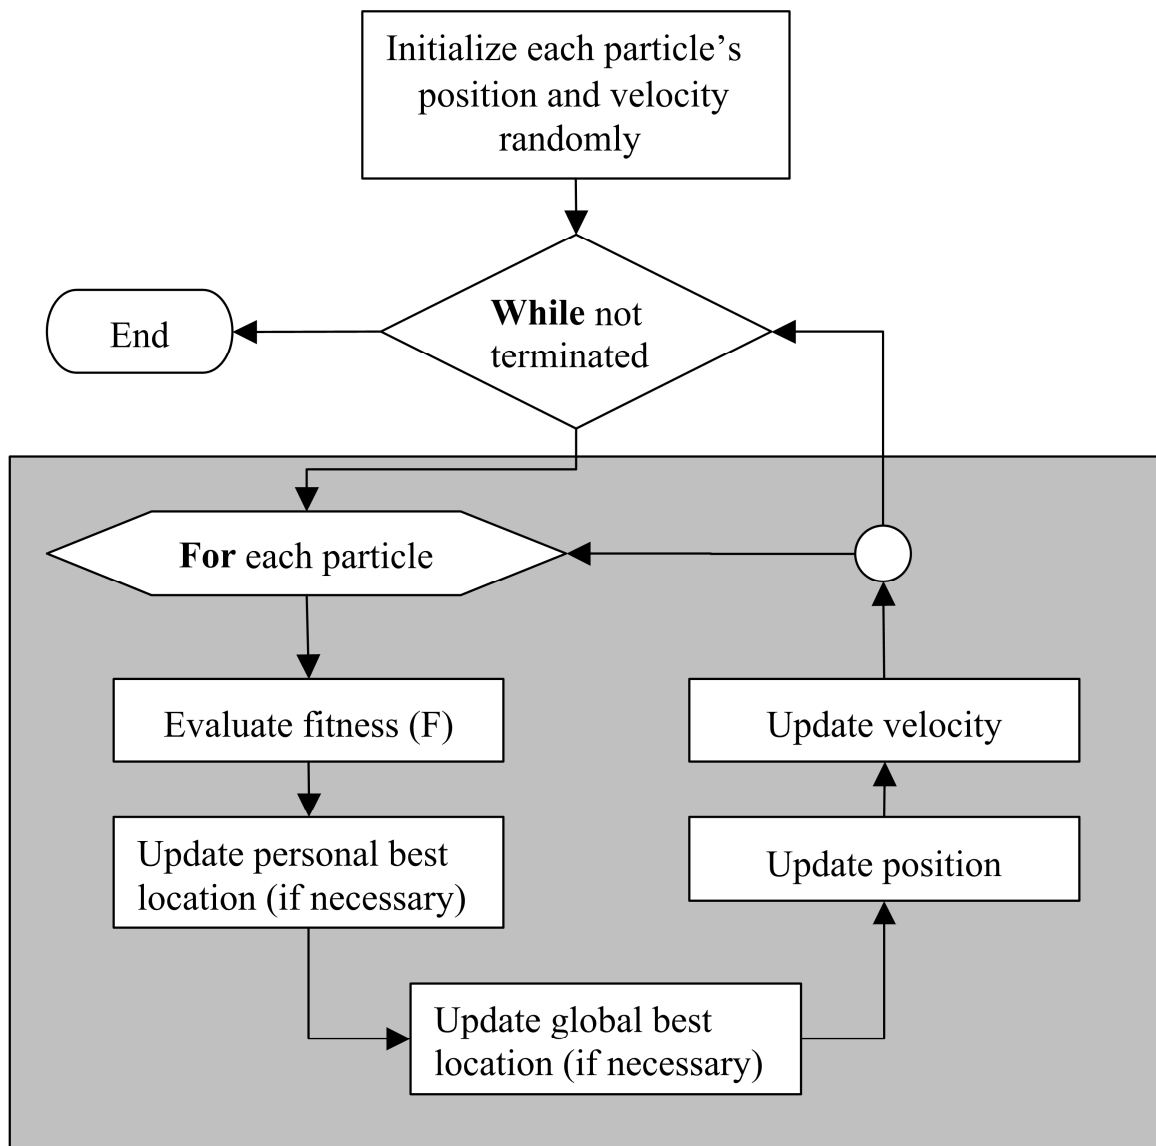 Initialize each particle’s
position and velocity
randomly
While not
terminated
End
For each particle
Evaluate fitness (F)
Update personal best
location (if necessary)
Update global best
location (if necessary)
Update position
Update velocity